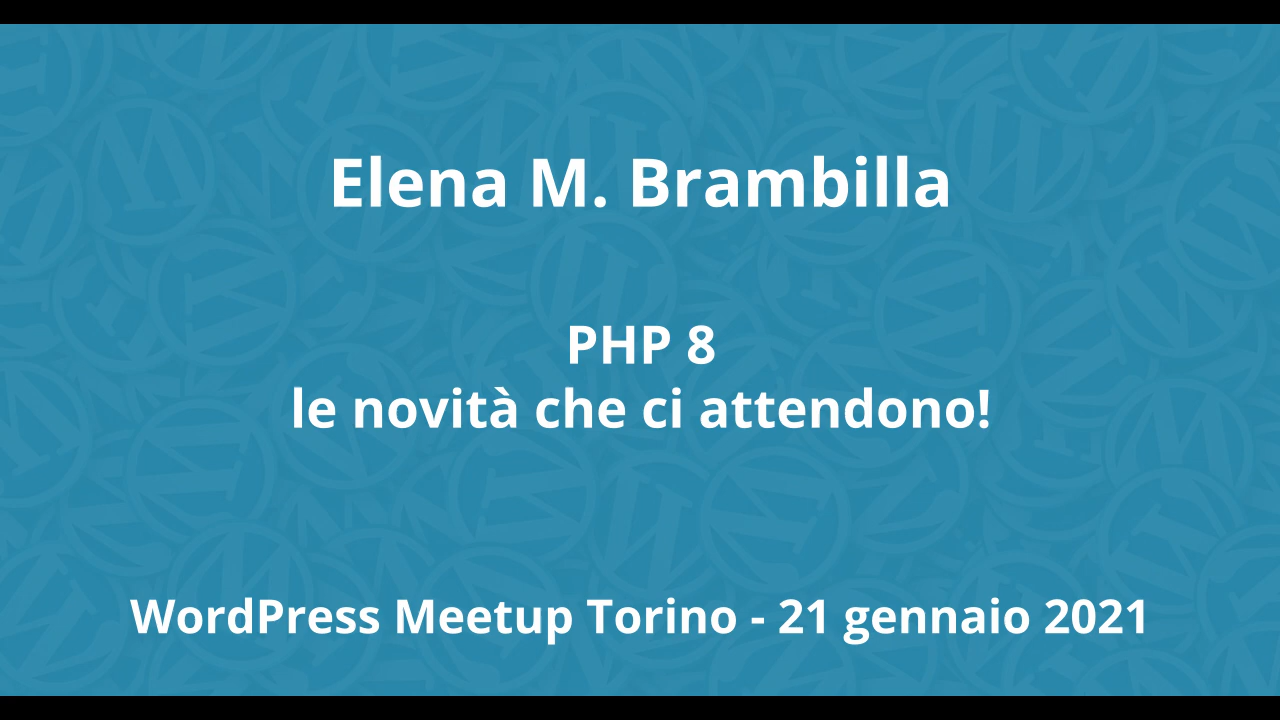 Elena M. Brambilla
PHP 8
le novità che ci attendono!
WordPress Meetup Torino - 21 gennaio 2021